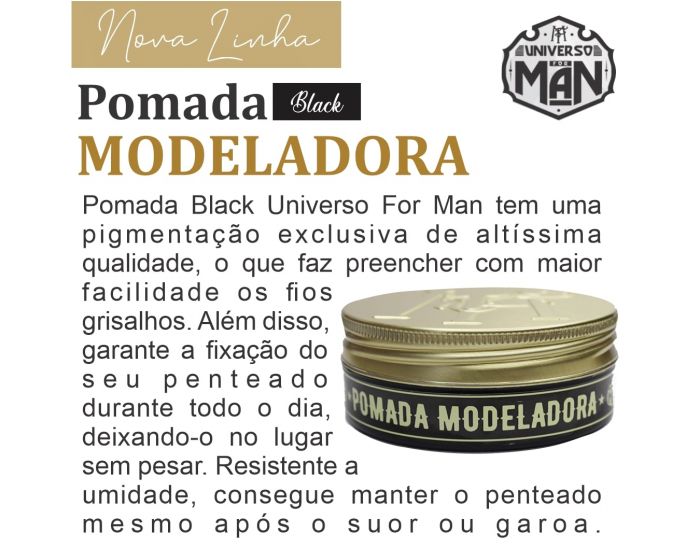 Nova Linha
UNIVERSO
FOR
MAN
Pomada Black
MODELADORA
Pomada Black Universo For Man tem uma
pigmentação exclusiva de altíssima
qualidade, o que faz preencher com maior
facilidade os fios
grisalhos. Além disso,
garante a fixação do
seu penteado
durante todo o dia,
deixando-o no lugar
sem pesar. Resistente a
umidade, consegue manter o penteado
mesmo após o suor ou garoa.
POMADA MODELADORA